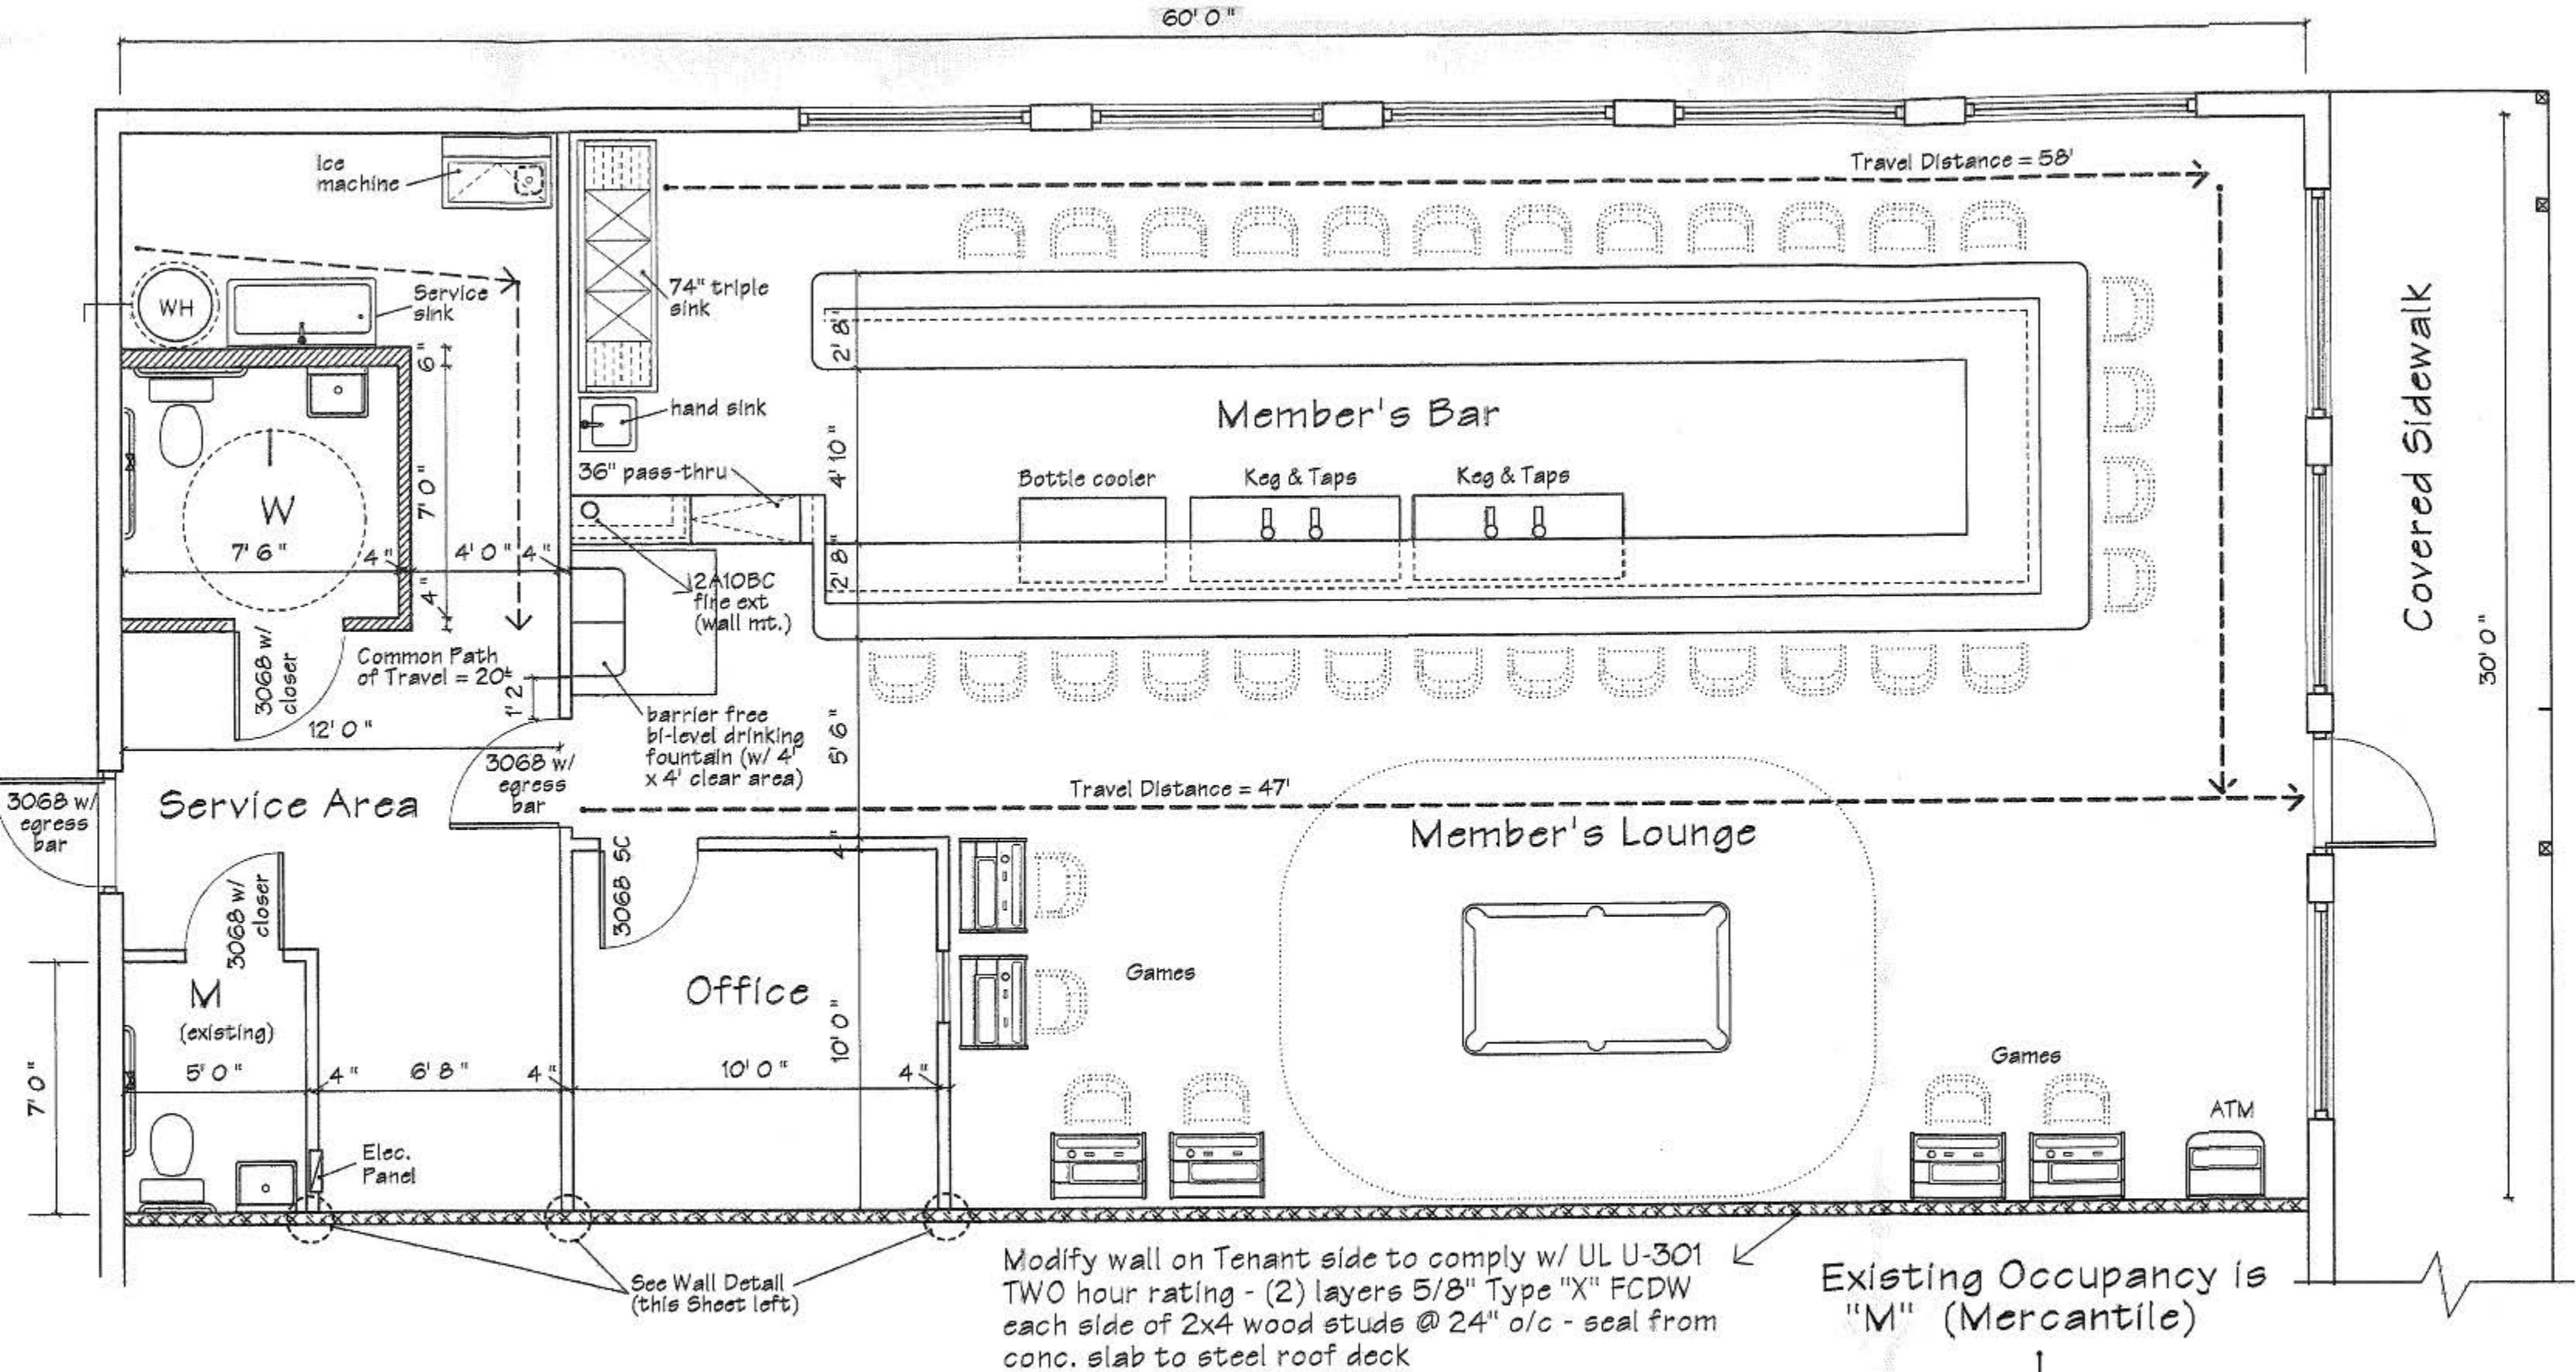 60' 0"
Ice
machine
Travel Distance = 58'
WH
Service
sink
74" triple
sink
2' 8"
6"
hand sink
Member's Bar
Covered Sidewalk
36" pass-thru
4' 10"
Bottle cooler
Keg & Taps
Keg & Taps
7' 0"
W
7' 6"
4"
4' 0"
4"
4"
2A10BC
fire ext
(wall mt.)
2' 8"
30' 0"
3068 w/
closer
Common Path
of Travel = 20±
1' 2"
12' 0"
barrier free
bi-level drinking
fountain (w/ 4'
x 4' clear area)
5' 6"
3068 w/
egress
bar
3068 w/
egress
bar
Service Area
Travel Distance = 47'
Member's Lounge
4"
3068 SC
3068 w/
closer
M
(existing)
Office
Games
10' 0"
Games
7' 0"
5' 0"
4"
6' 8"
4"
10' 0"
4"
ATM
Elec.
Panel
See Wall Detail
(this Sheet left)
Modify wall on Tenant side to comply w/ UL U-301
TWO hour rating - (2) layers 5/8" Type "X" FCDW
each side of 2x4 wood studs @ 24" o/c - seal from
conc. slab to steel roof deck
Existing Occupancy is
"M" (Mercantile)